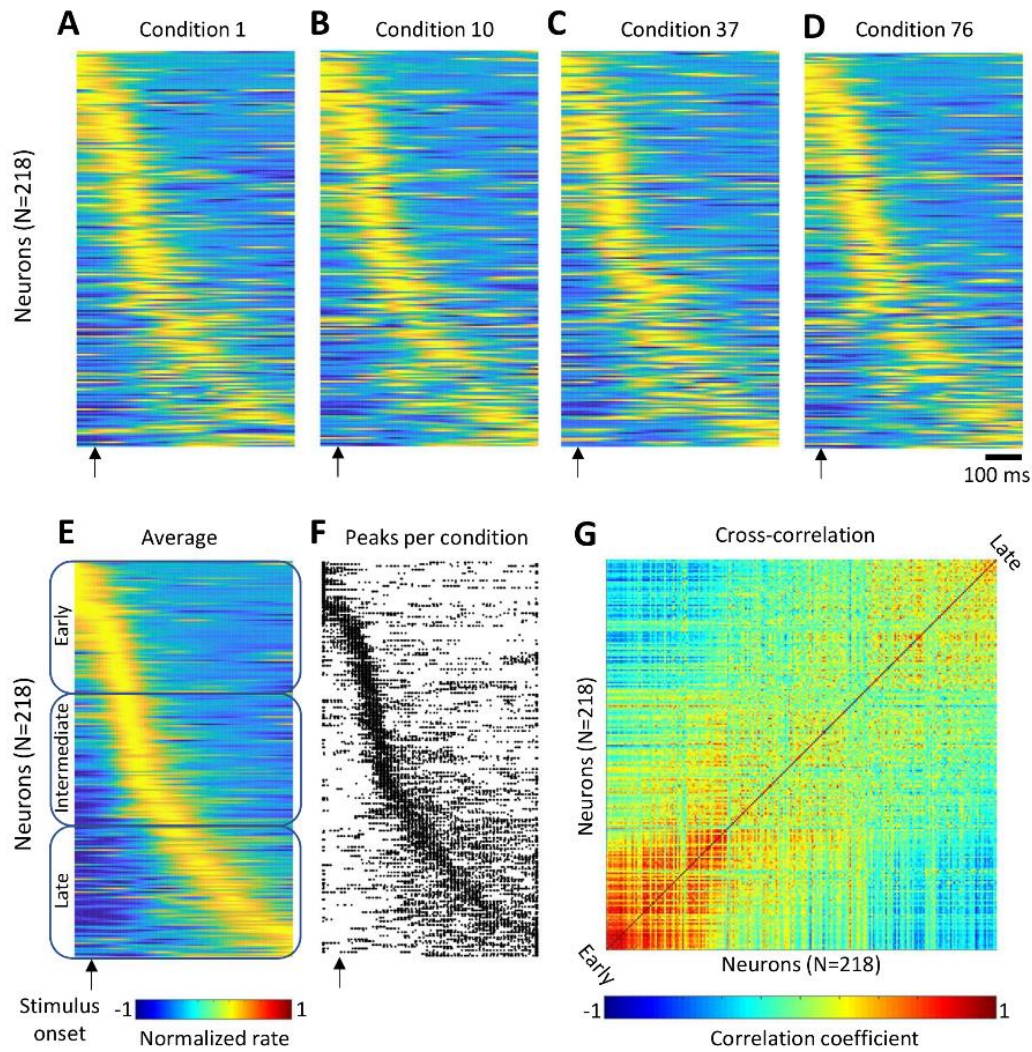 A Condition 1
B Condition 10
C Condition 37
D Condition 76
Neurons (N=218)
100 ms
E Average
F Peaks per condition
G Cross-correlation
Early
Intermediate
Late
Neurons (N=218)
Stimulus
onset
-1 1
Normalized rate
Late
Neurons (N=218)
Early
Neurons (N=218)
-1 1
Correlation coefficient